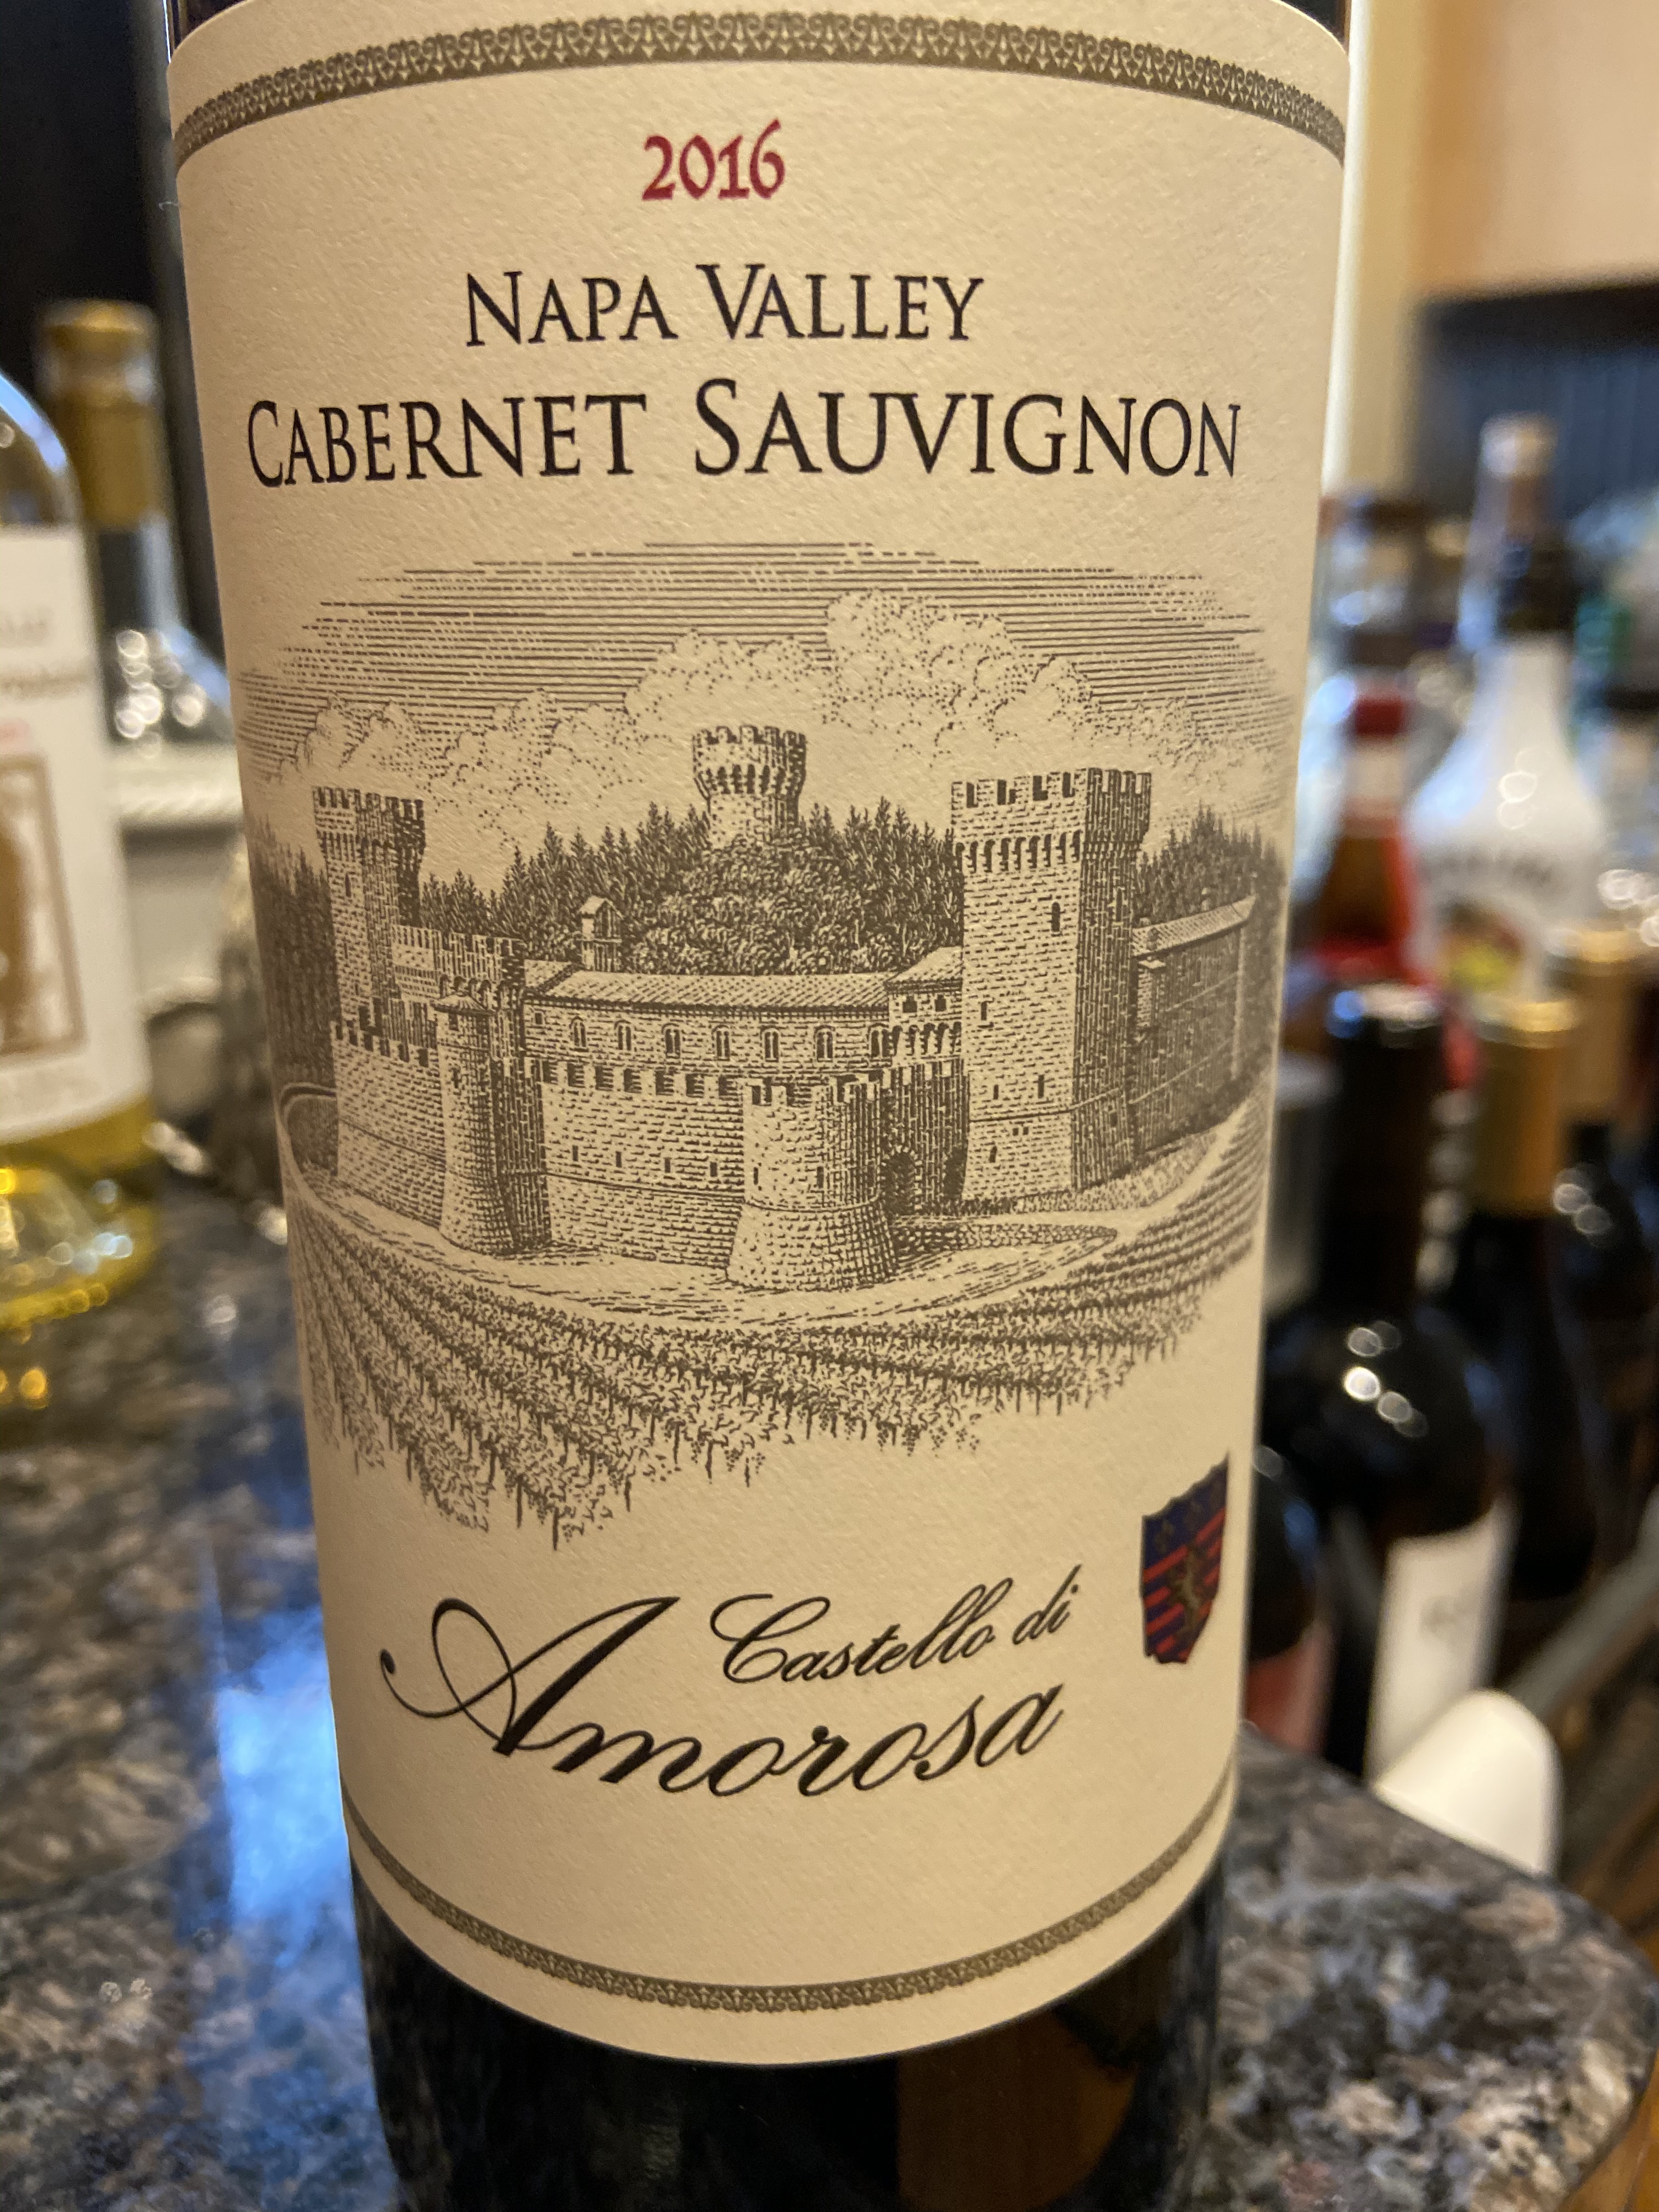 2016
NAPA VALLEY
CABERNET SAUVIGNON
Castello di
Amorosa